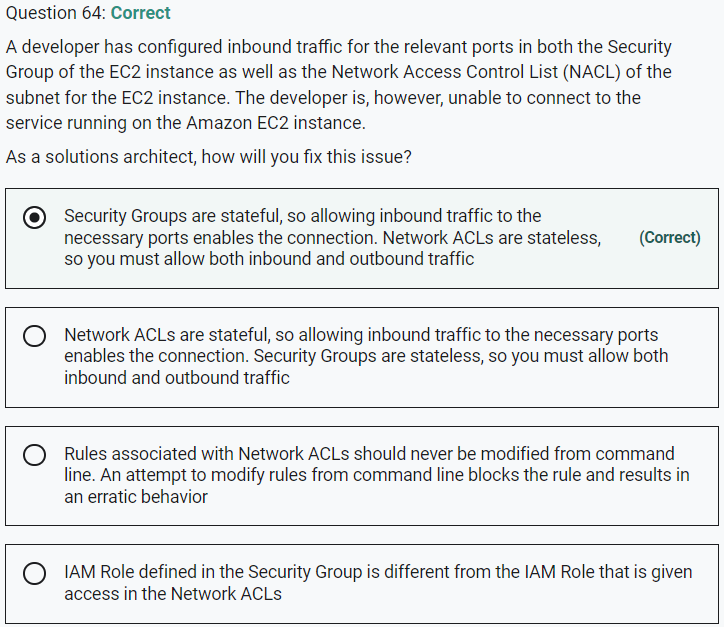 Question 64: Correct
A developer has configured inbound traffic for the relevant ports in both the Security
Group of the EC2 instance as well as the Network Access Control List (NACL) of the
subnet for the EC2 instance. The developer is, however, unable to connect to the
service running on the Amazon EC2 instance.
As a solutions architect, how will you fix this issue?
Security Groups are stateful, so allowing inbound traffic to the
necessary ports enables the connection. Network ACLs are stateless,
so you must allow both inbound and outbound traffic
(Correct)
Network ACLs are stateful, so allowing inbound traffic to the necessary ports
enables the connection. Security Groups are stateless, so you must allow both
inbound and outbound traffic
Rules associated with Network ACLs should never be modified from command
line. An attempt to modify rules from command line blocks the rule and results in
an erratic behavior
IAM Role defined in the Security Group is different from the IAM Role that is given
access in the Network ACLs